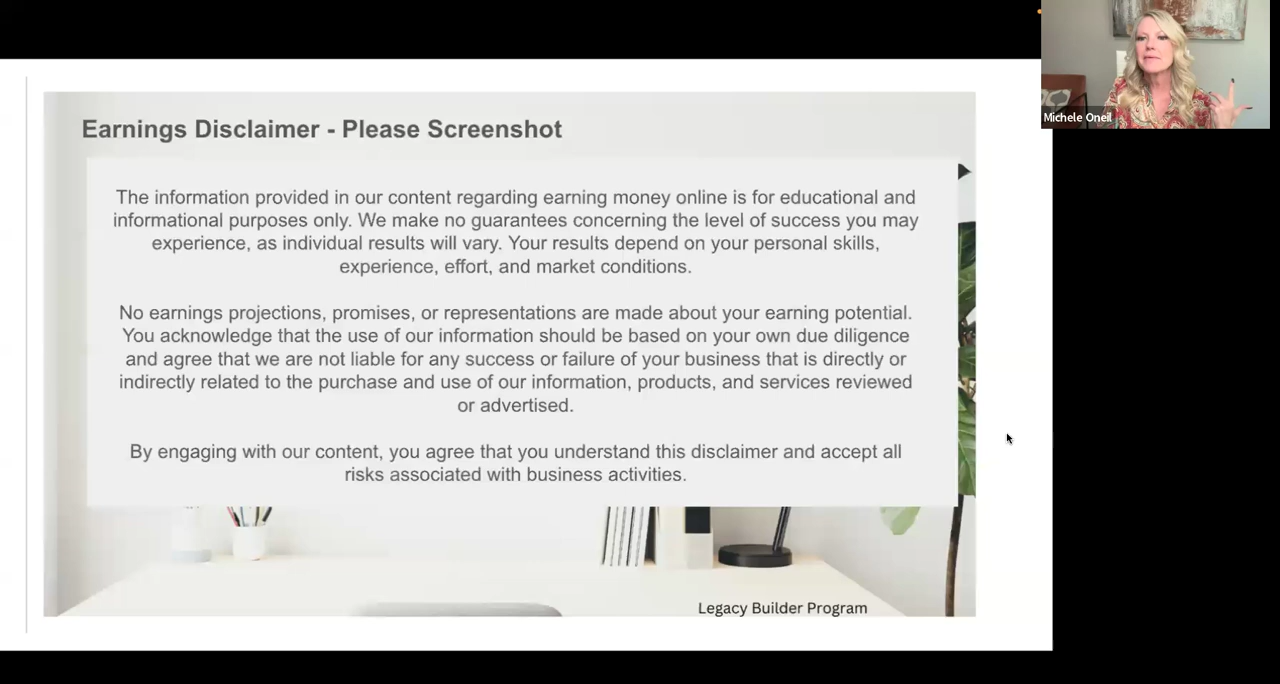 Earnings Disclaimer - Please Screenshot
The information provided in our content regarding earning money online is for educational and
informational purposes only. We make no guarantees concerning the level of success you may
experience, as individual results will vary. Your results depend on your personal skills,
experience, effort, and market conditions.
No earnings projections, promises, or representations are made about your earning potential.
You acknowledge that the use of our information should be based on your own due diligence
and agree that we are not liable for any success or failure of your business that is directly or
indirectly related to the purchase and use of our information, products, and services reviewed
or advertised.
By engaging with our content, you agree that you understand this disclaimer and accept all
risks associated with business activities.
Legacy Builder Program
Michele Oneil